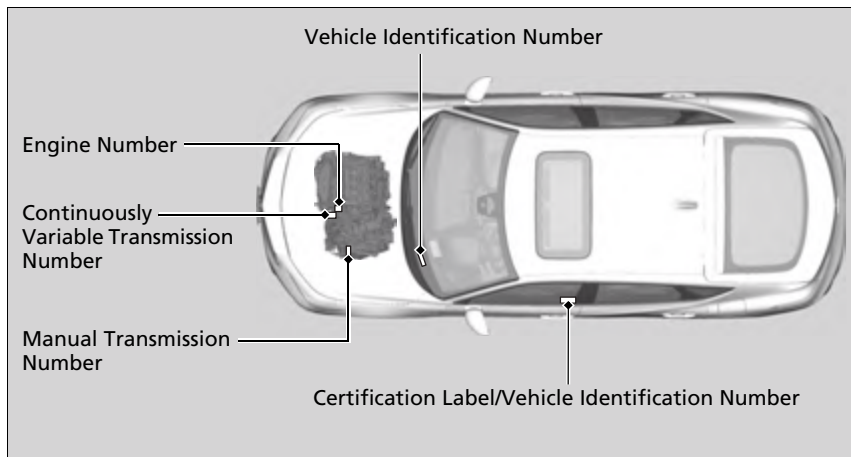 Vehicle Identification Number
Engine Number
Continuously
Variable Transmission
Number
Manual Transmission
Number
Certification Label/Vehicle Identification Number